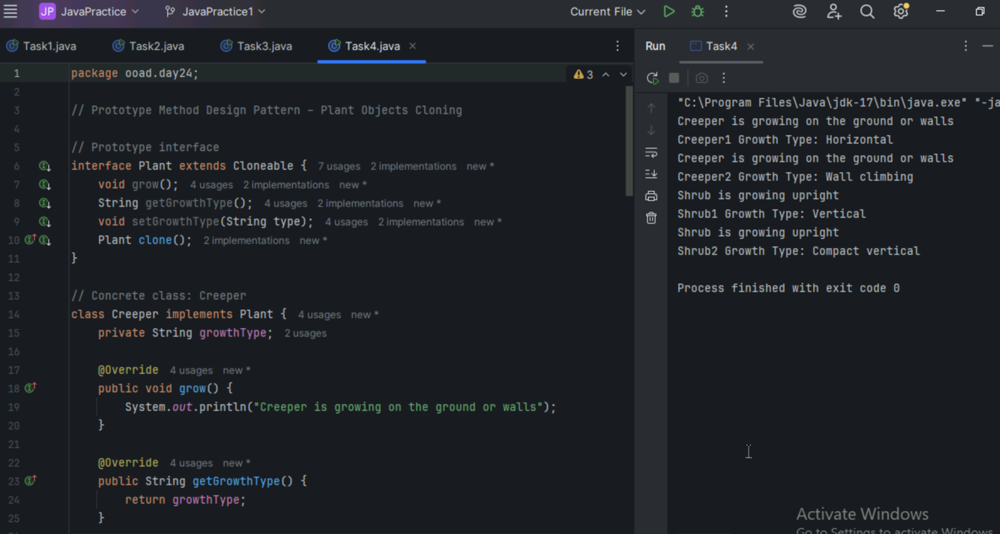 JP JavaPractice JavaPractice1 Current File
Task1.java Task2.java Task3.java Task4.java
Run Task4
1 package ooad.day24; 3
2
3 // Prototype Method Design Pattern - Plant Objects Cloning
4
5 // Prototype interface
6 interface Plant extends Cloneable { 7 usages 2 implementations new *
7 void grow(); 4 usages 2 implementations new *
8 String getGrowthType(); 4 usages 2 implementations new *
9 void setGrowthType(String type); 4 usages 2 implementations new *
10 Plant clone(); 2 implementations new *
11 }
12
13 // Concrete class: Creeper
14 class Creeper implements Plant { 4 usages new *
15 private String growthType; 2 usages
16
17 @Override 4 usages new *
18 public void grow() {
19 System.out.println("Creeper is growing on the ground or walls");
20 }
21
22 @Override 4 usages new *
23 public String getGrowthType() {
24 return growthType;
25 }
"C:\Program Files\Java\jdk-17\bin\java.exe" "-ja
Creeper is growing on the ground or walls
Creeper1 Growth Type: Horizontal
Creeper is growing on the ground or walls
Creeper2 Growth Type: Wall climbing
Shrub is growing upright
Shrub1 Growth Type: Vertical
Shrub is growing upright
Shrub2 Growth Type: Compact vertical
Process finished with exit code 0
Activate Windows
Go to Settings to activate Windows.